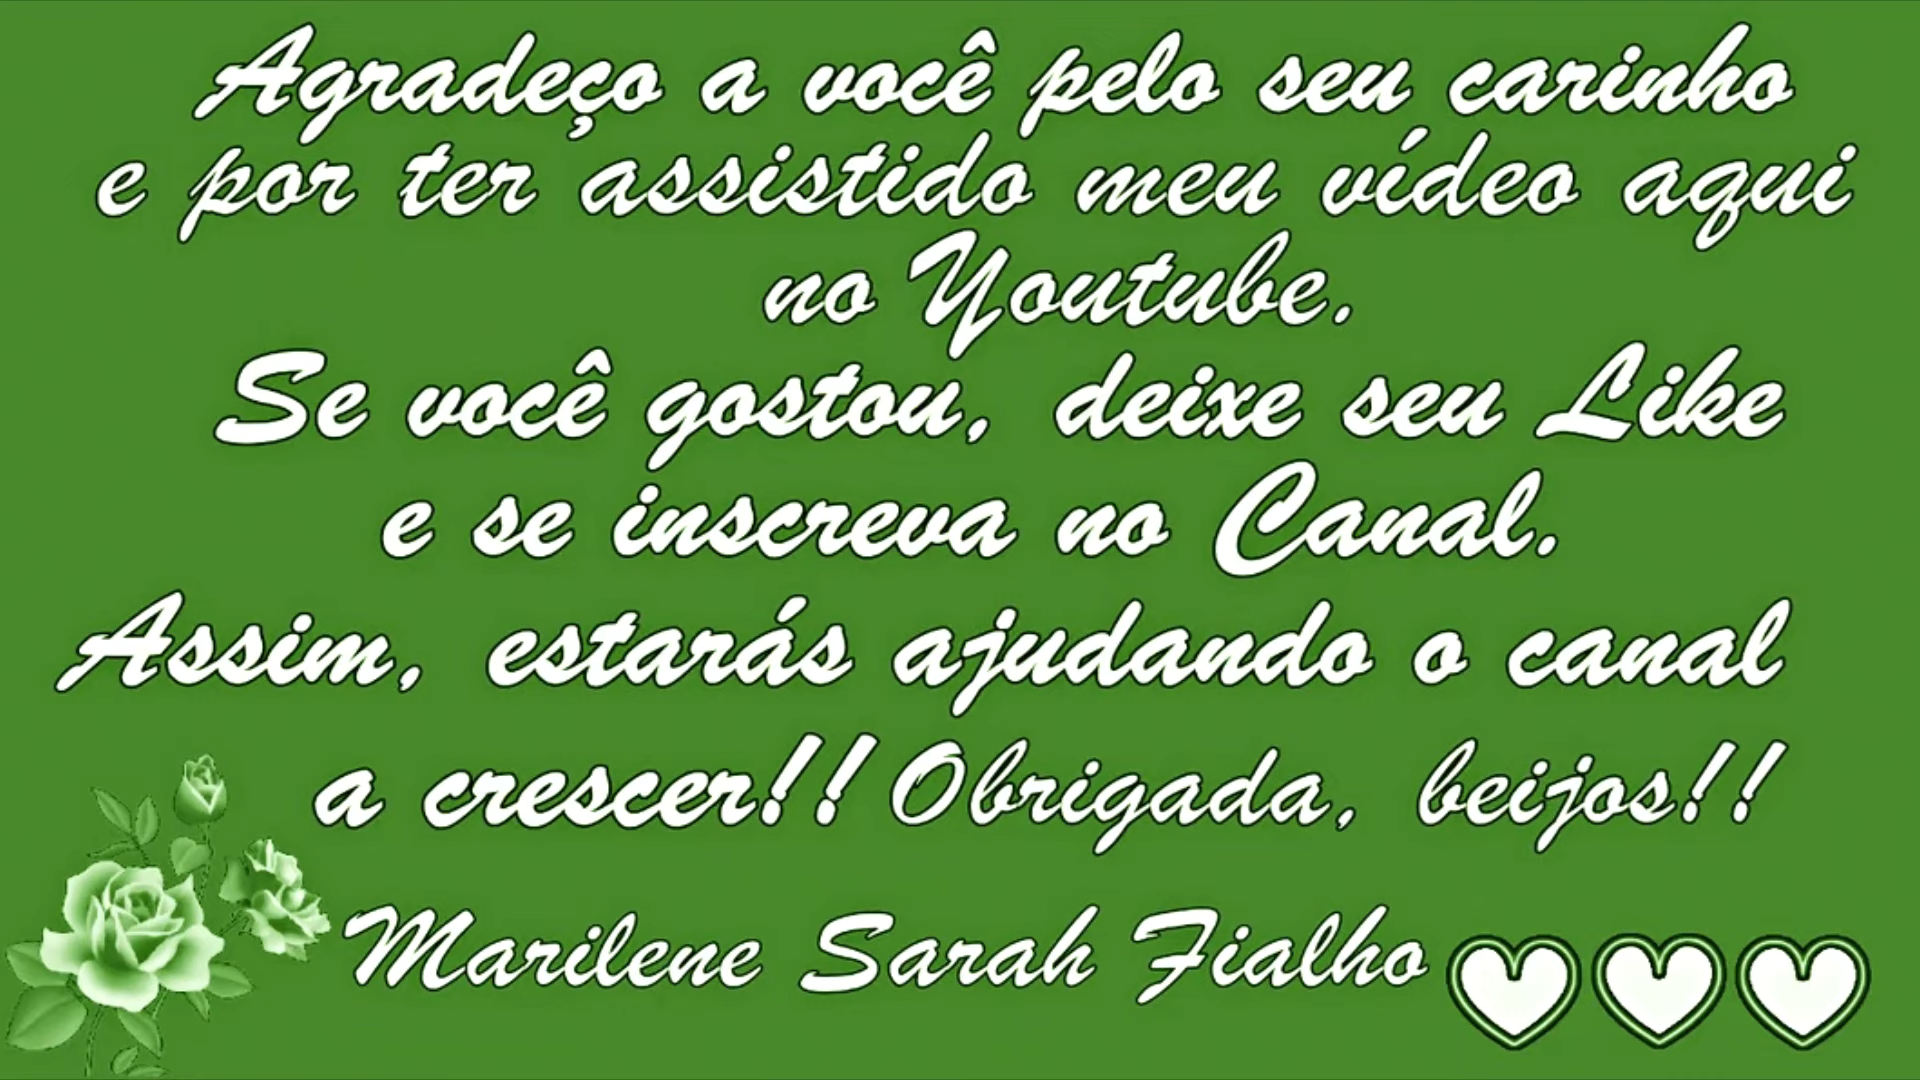 Agradeço a você pelo seu carinho
e por ter assistido meu vídeo aqui
no Youtube.
Se você gostou, deixe seu Like
e se inscreva no Canal.
Assim, estarás ajudando o canal
a crescer!! Obrigada, beijos!!
Marilene Sarah Fialho